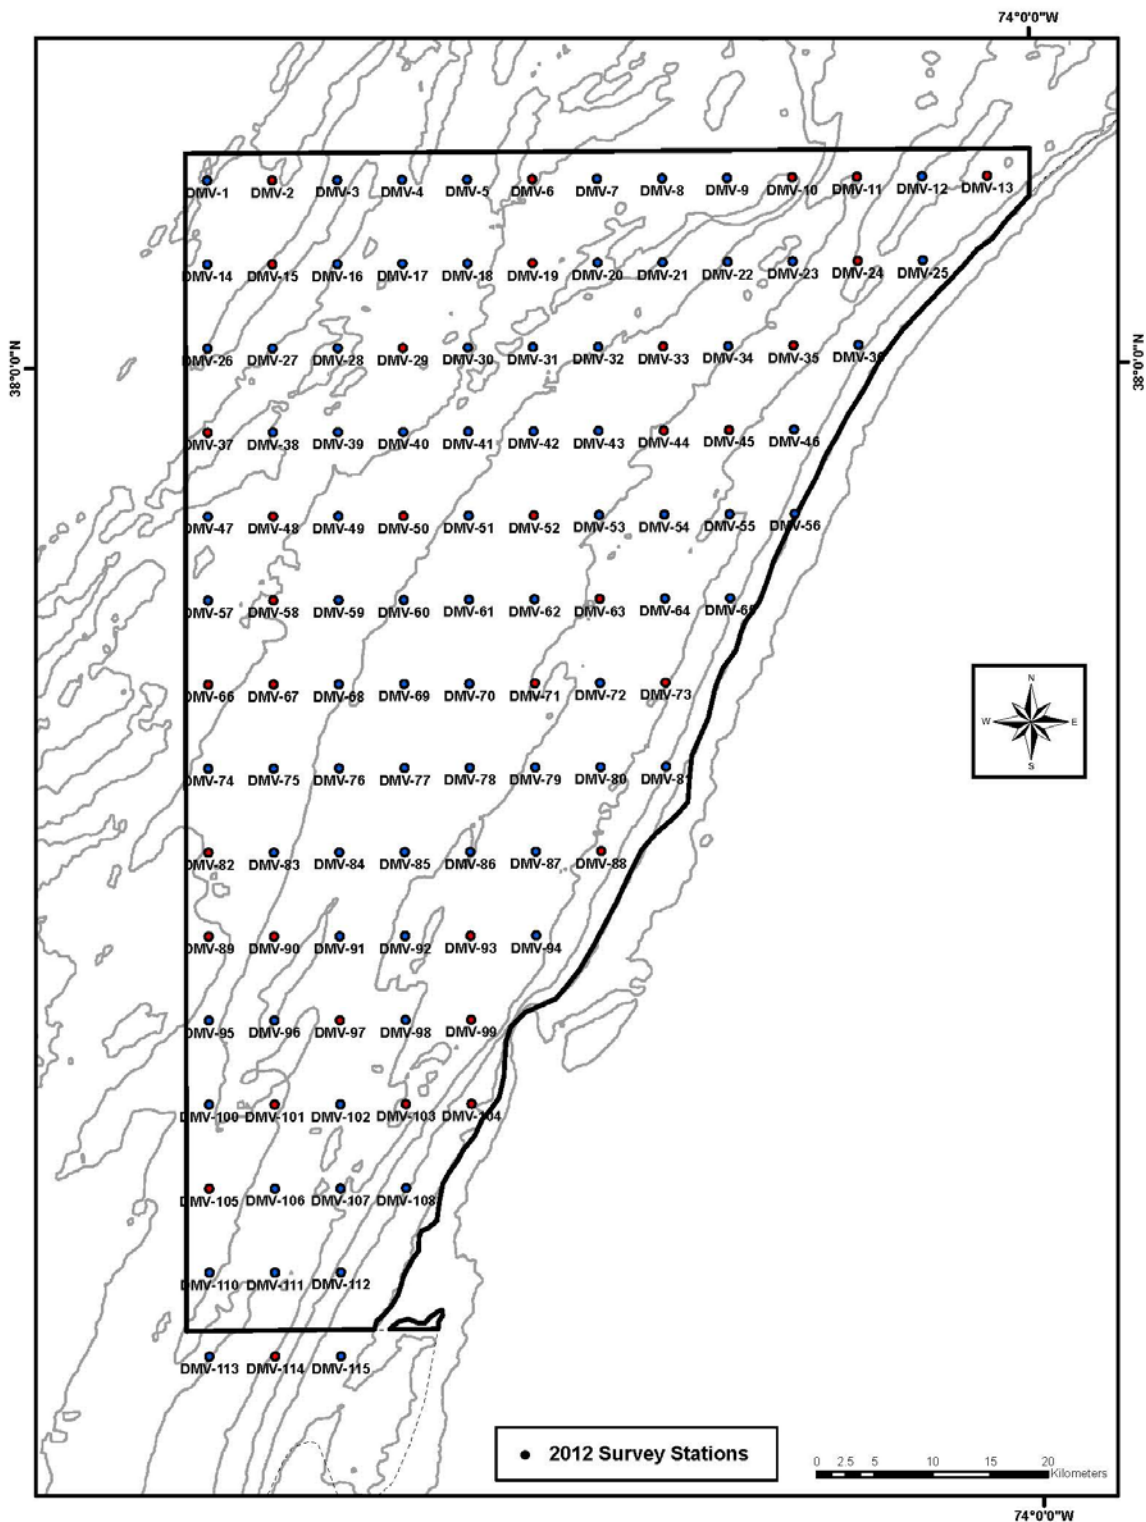 74°0'0"W
DMV-1 DMV-2 DMV-3 DMV-4 DMV-5 DMV-6 DMV-7 DMV-8 DMV-9 DMV-10 DMV-11 DMV-12 DMV-13
DMV-14 DMV-15 DMV-16 DMV-17 DMV-18 DMV-19 DMV-20 DMV-21 DMV-22 DMV-23 DMV-24 DMV-25
38°0'0"N
38°0'0"N
DMV-26 DMV-27 DMV-28 DMV-29 DMV-30 DMV-31 DMV-32 DMV-33 DMV-34 DMV-35 DMV-36
DMV-37 DMV-38 DMV-39 DMV-40 DMV-41 DMV-42 DMV-43 DMV-44 DMV-45 DMV-46
DMV-47 DMV-48 DMV-49 DMV-50 DMV-51 DMV-52 DMV-53 DMV-54 DMV-55 DMV-56
DMV-57 DMV-58 DMV-59 DMV-60 DMV-61 DMV-62 DMV-63 DMV-64 DMV-65
DMV-66 DMV-67 DMV-68 DMV-69 DMV-70 DMV-71 DMV-72 DMV-73
N
W E
S
DMV-74 DMV-75 DMV-76 DMV-77 DMV-78 DMV-79 DMV-80 DMV-81
DMV-82 DMV-83 DMV-84 DMV-85 DMV-86 DMV-87 DMV-88
DMV-89 DMV-90 DMV-91 DMV-92 DMV-93 DMV-94
DMV-95 DMV-96 DMV-97 DMV-98 DMV-99
DMV-100 DMV-101 DMV-102 DMV-103 DMV-104
DMV-105 DMV-106 DMV-107 DMV-108
DMV-110 DMV-111 DMV-112
DMV-113 DMV-114 DMV-115
2012 Survey Stations
0 2.5 5 10 15 20
Kilometers
74°0'0"W